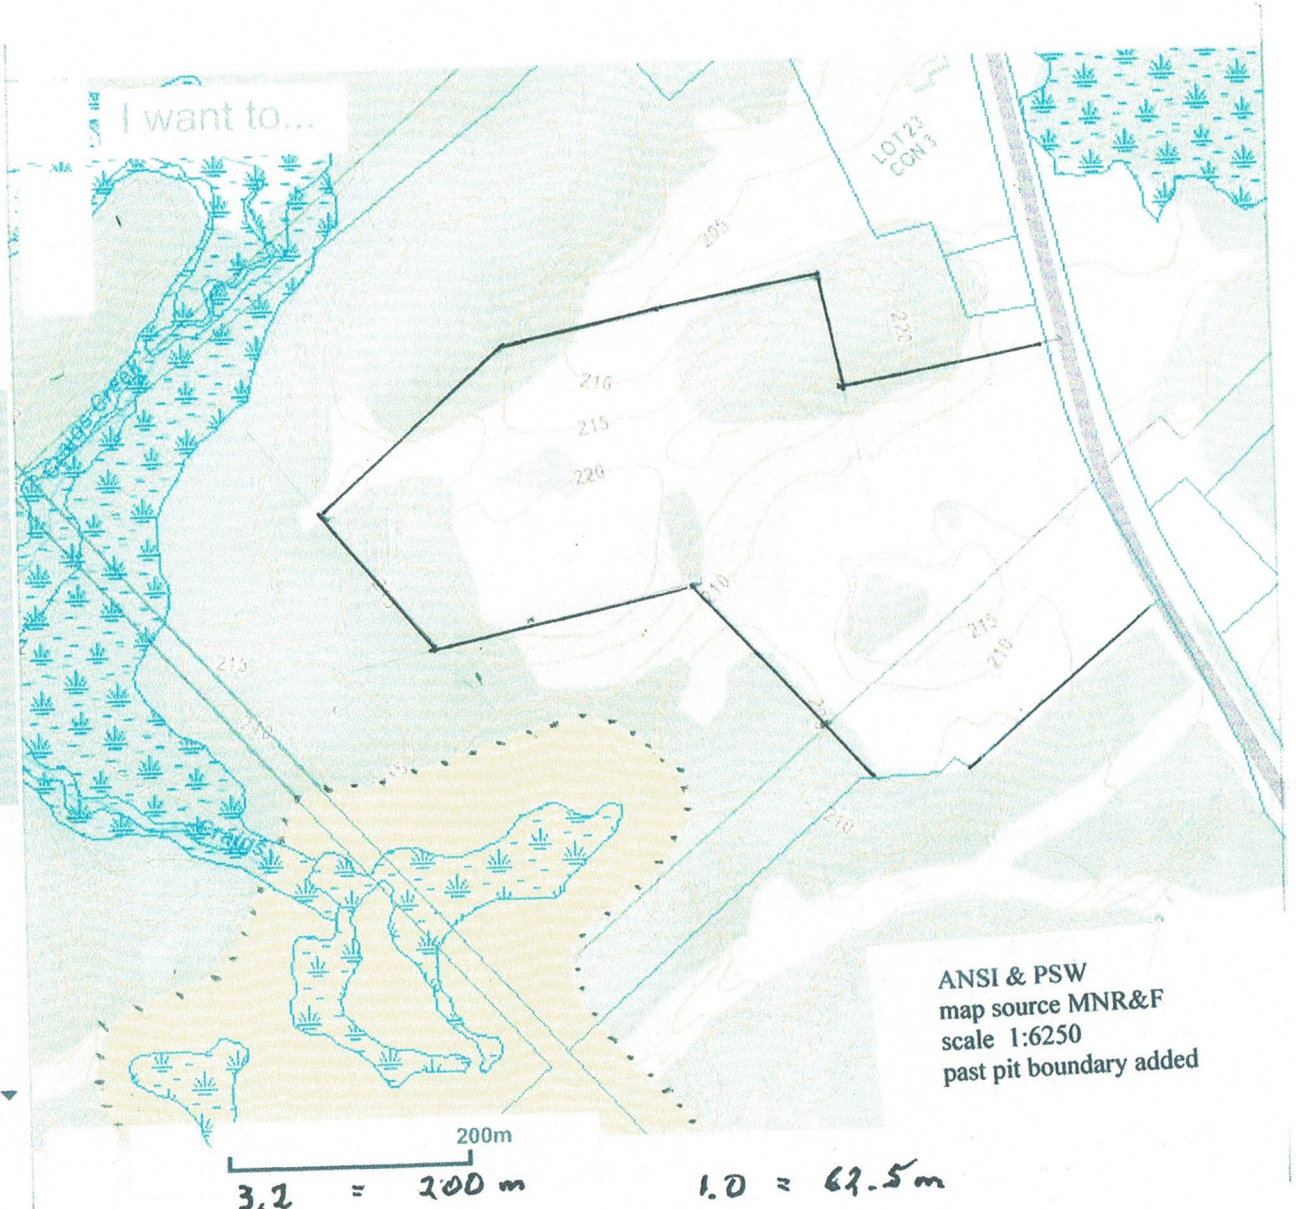 I want to...
LOT 23
CON 3
205
220
210
215
220
Craigs Creek
210
215
210
215
210
215
210
Craigs
ANSI & PSW
map source MNR&F
scale 1:6250
past pit boundary added
200m
3.2 = 200 m 1.0 = 62.5 m